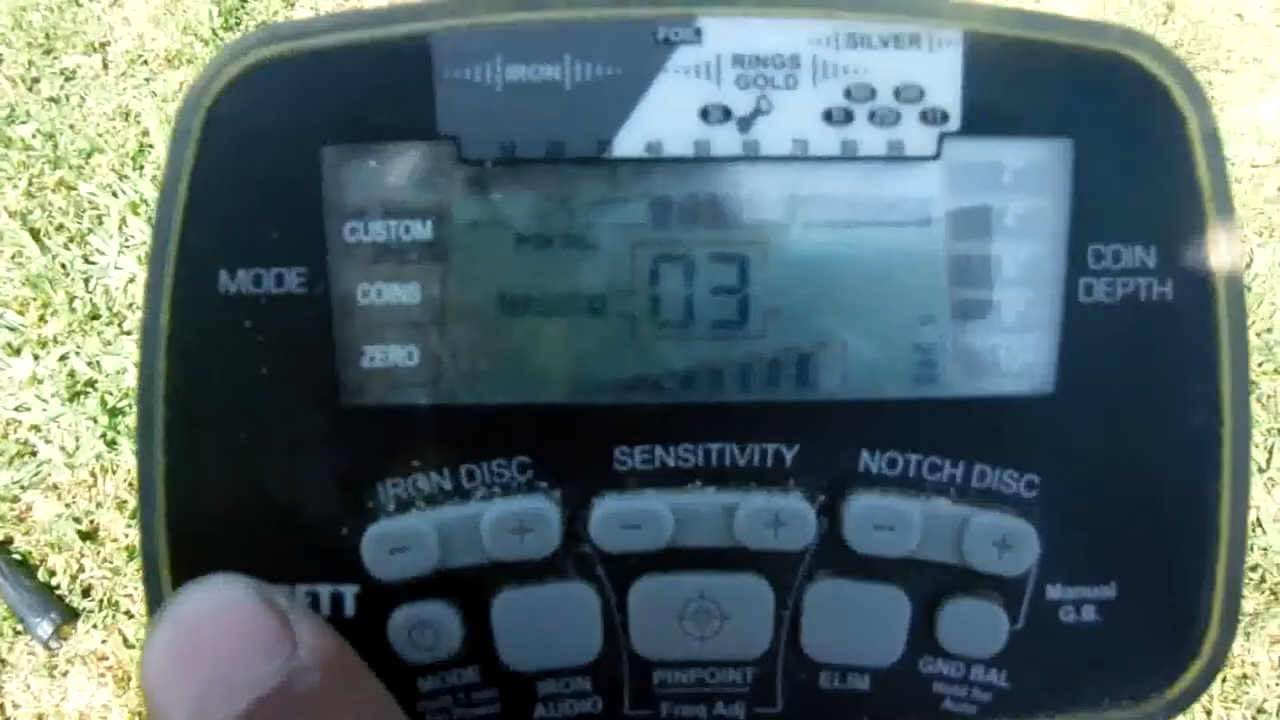 FOIL
SILVER
IRON
RINGS
GOLD
CUSTOM
MODE
COINS
ZERO
03
COIN
DEPTH
IRON DISC
SENSITIVITY
NOTCH DISC
- +
- +
- +
ETT
Manual
G.B.
MODE
IRON
AUDIO
PINPOINT
Freq Adj
ELIM
GND BAL
Hold for
Auto